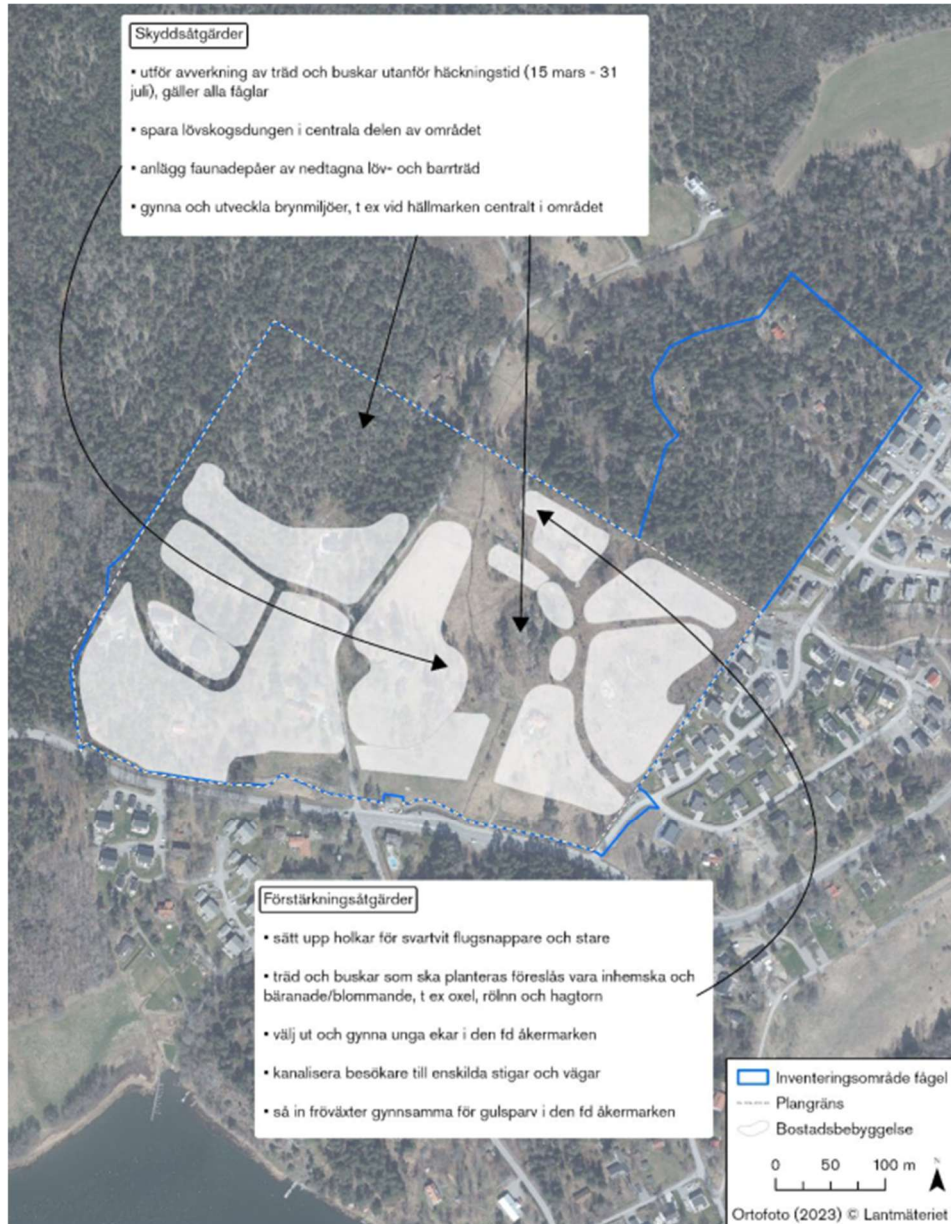 Skyddsåtgärder
• utför avverkning av träd och buskar utanför häckningstid (15 mars - 31
juli), gäller alla fåglar
• spara lövskogsdungen i centrala delen av området
• anlägg faunadepåer av nedtagna löv- och barrträd
• gynna och utveckla brynmiljöer, t ex vid hällmarken centralt i området
Förstärkningsåtgärder
• sätt upp holkar för svartvit flugsnappare och stare
• träd och buskar som ska planteras föreslås vara inhemska och
bäranade/blommande, t ex oxel, rölnn och hagtorn
• välj ut och gynna unga ekar i den fd åkermarken
• kanalisera besökare till enskilda stigar och vägar
• så in fröväxter gynnsamma för gulsparv i den fd åkermarken
Inventeringsområde fågel
Plangräns
Bostadsbebyggelse
0 50 100 m
N
Ortofoto (2023) © Lantmäteriet